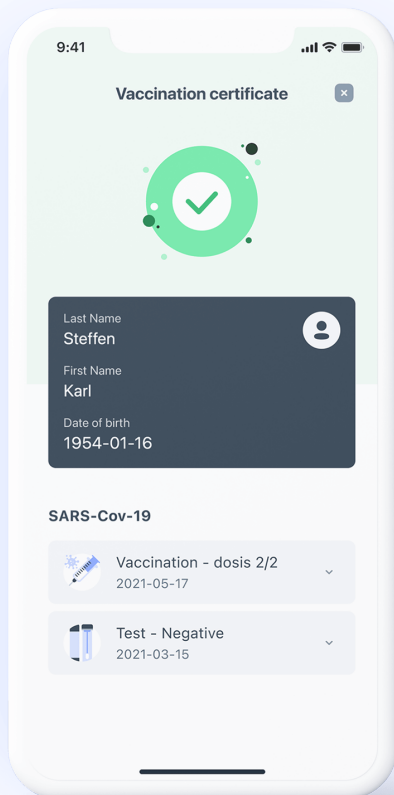 9:41
Vaccination certificate
Last Name
Steffen
First Name
Karl
Date of birth
1954-01-16
SARS-Cov-19
Vaccination - dosis 2/2
2021-05-17
Test - Negative
2021-03-15